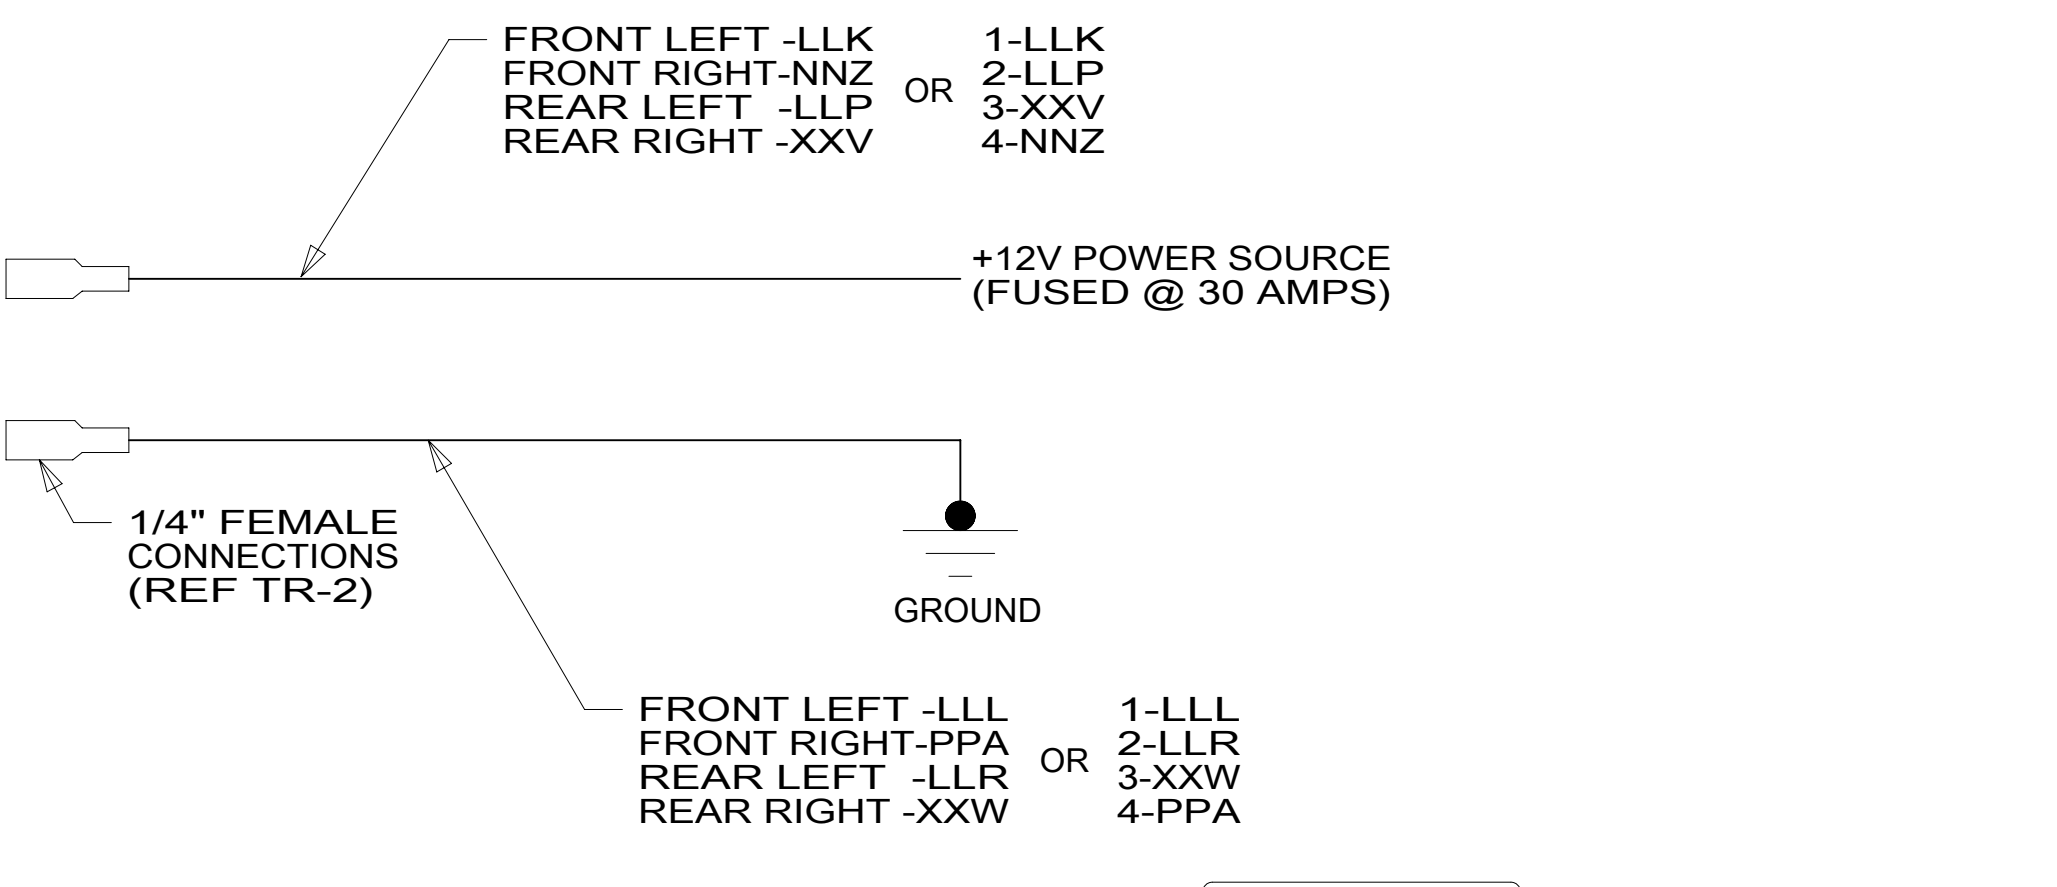 FRONT LEFT -LLK
FRONT RIGHT-NNZ
REAR LEFT -LLP
REAR RIGHT -XXV
OR
1-LLK
2-LLP
3-XXV
4-NNZ
+12V POWER SOURCE
(FUSED @ 30 AMPS)
1/4" FEMALE
CONNECTIONS
(REF TR-2)
GROUND
FRONT LEFT -LLL
FRONT RIGHT-PPA
REAR LEFT -LLR
REAR RIGHT -XXW
OR
1-LLL
2-LLR
3-XXW
4-PPA